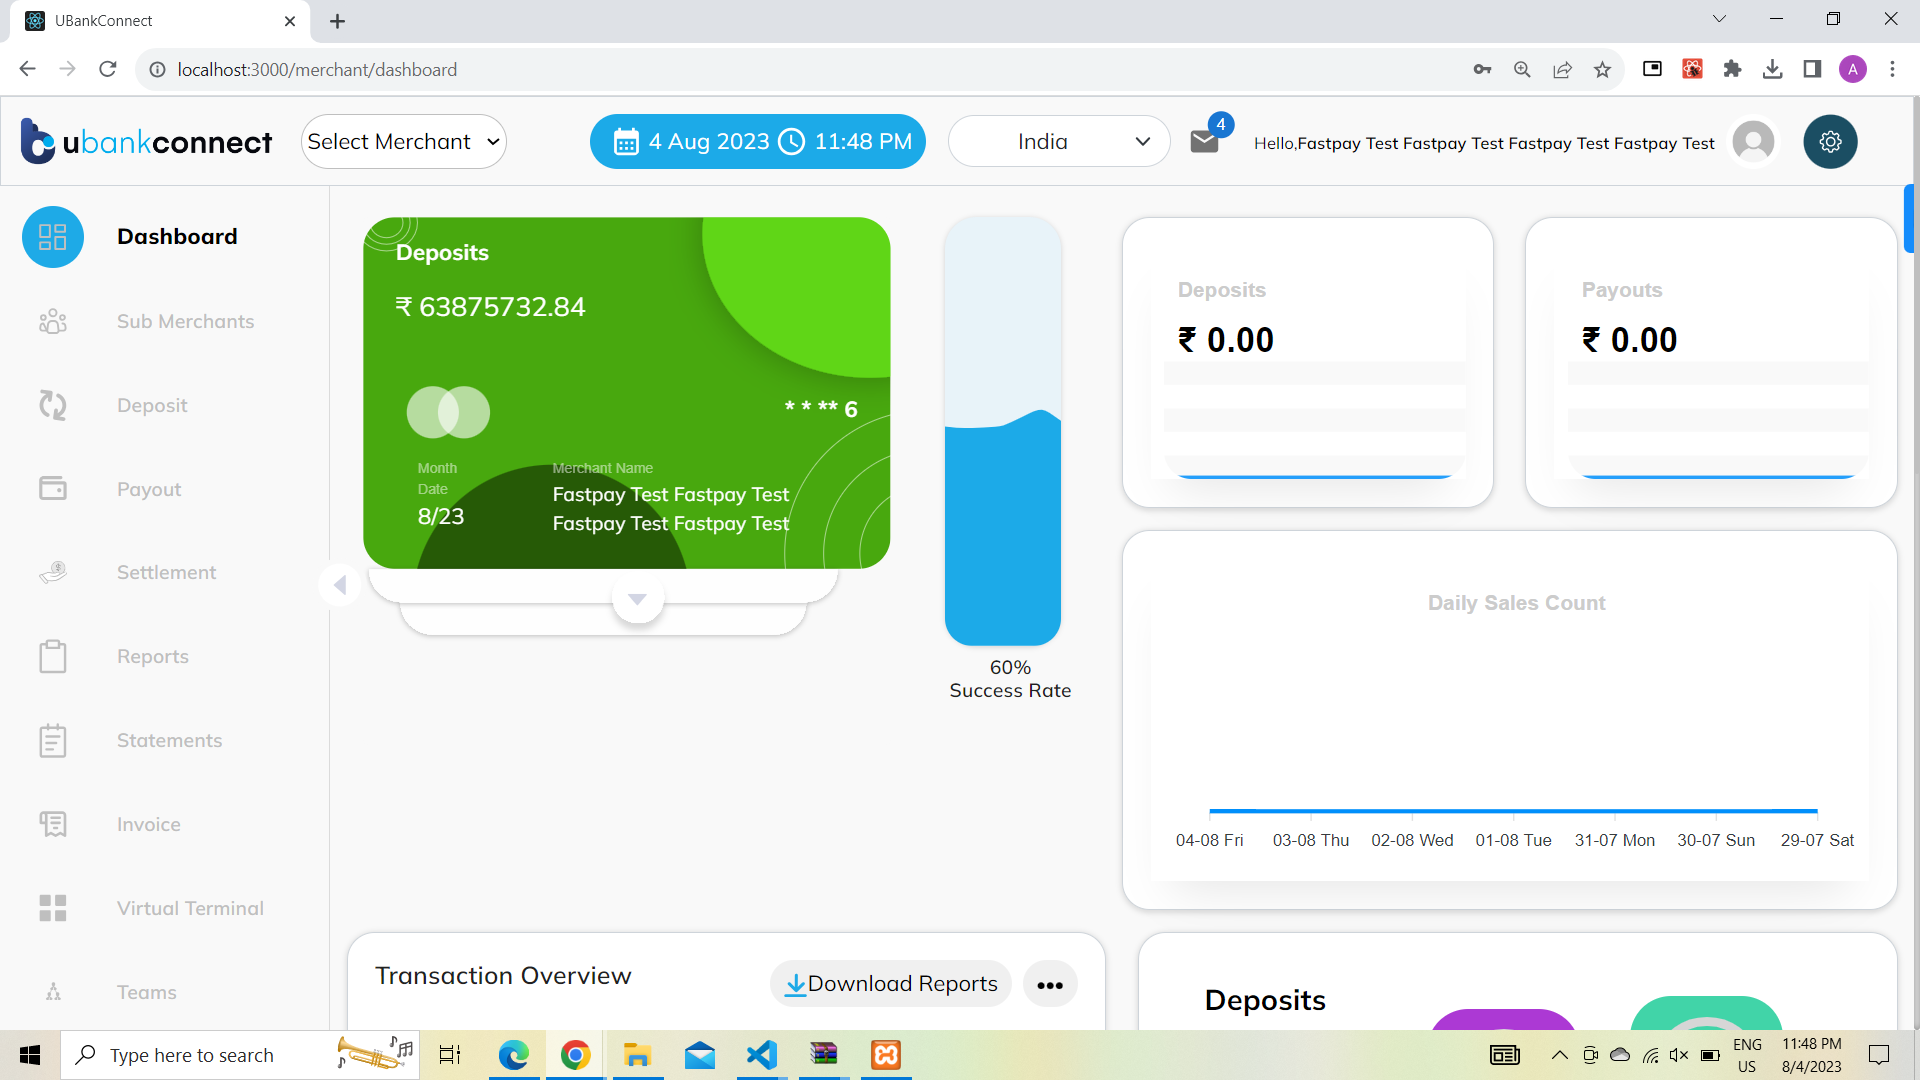 UBankConnect
localhost:3000/merchant/dashboard
A
ubankconnect
Select Merchant
4 Aug 2023 11:48 PM
India
4
Hello,Fastpay Test Fastpay Test Fastpay Test Fastpay Test
Dashboard
Sub Merchants
Deposit
Payout
Settlement
Reports
Statements
Invoice
Virtual Terminal
Teams
Deposits
₹ 63875732.84
* * ** 6
Month
Date
8/23
Merchant Name
Fastpay Test Fastpay Test
Fastpay Test Fastpay Test
60%
Success Rate
Deposits
₹ 0.00
Payouts
₹ 0.00
Daily Sales Count
04-08 Fri 03-08 Thu 02-08 Wed 01-08 Tue 31-07 Mon 30-07 Sun 29-07 Sat
Transaction Overview
Download Reports
Deposits
Type here to search
ENG
US
11:48 PM
8/4/2023